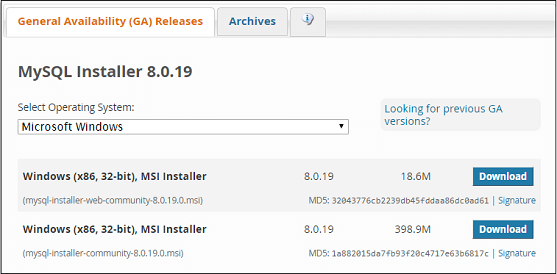 General Availability (GA) Releases Archives
MySQL Installer 8.0.19
Select Operating System:
Looking for previous GA
versions?
Microsoft Windows
Windows (x86, 32-bit), MSI Installer 8.0.19 18.6M Download
(mysql-installer-web-community-8.0.19.0.msi) MD5: 32043776cb2239db45fddaa86dc0ad61 | Signature
Windows (x86, 32-bit), MSI Installer 8.0.19 398.9M Download
(mysql-installer-community-8.0.19.0.msi) MD5: 1a882015da7fb93f20c4717e63b6817c | Signature